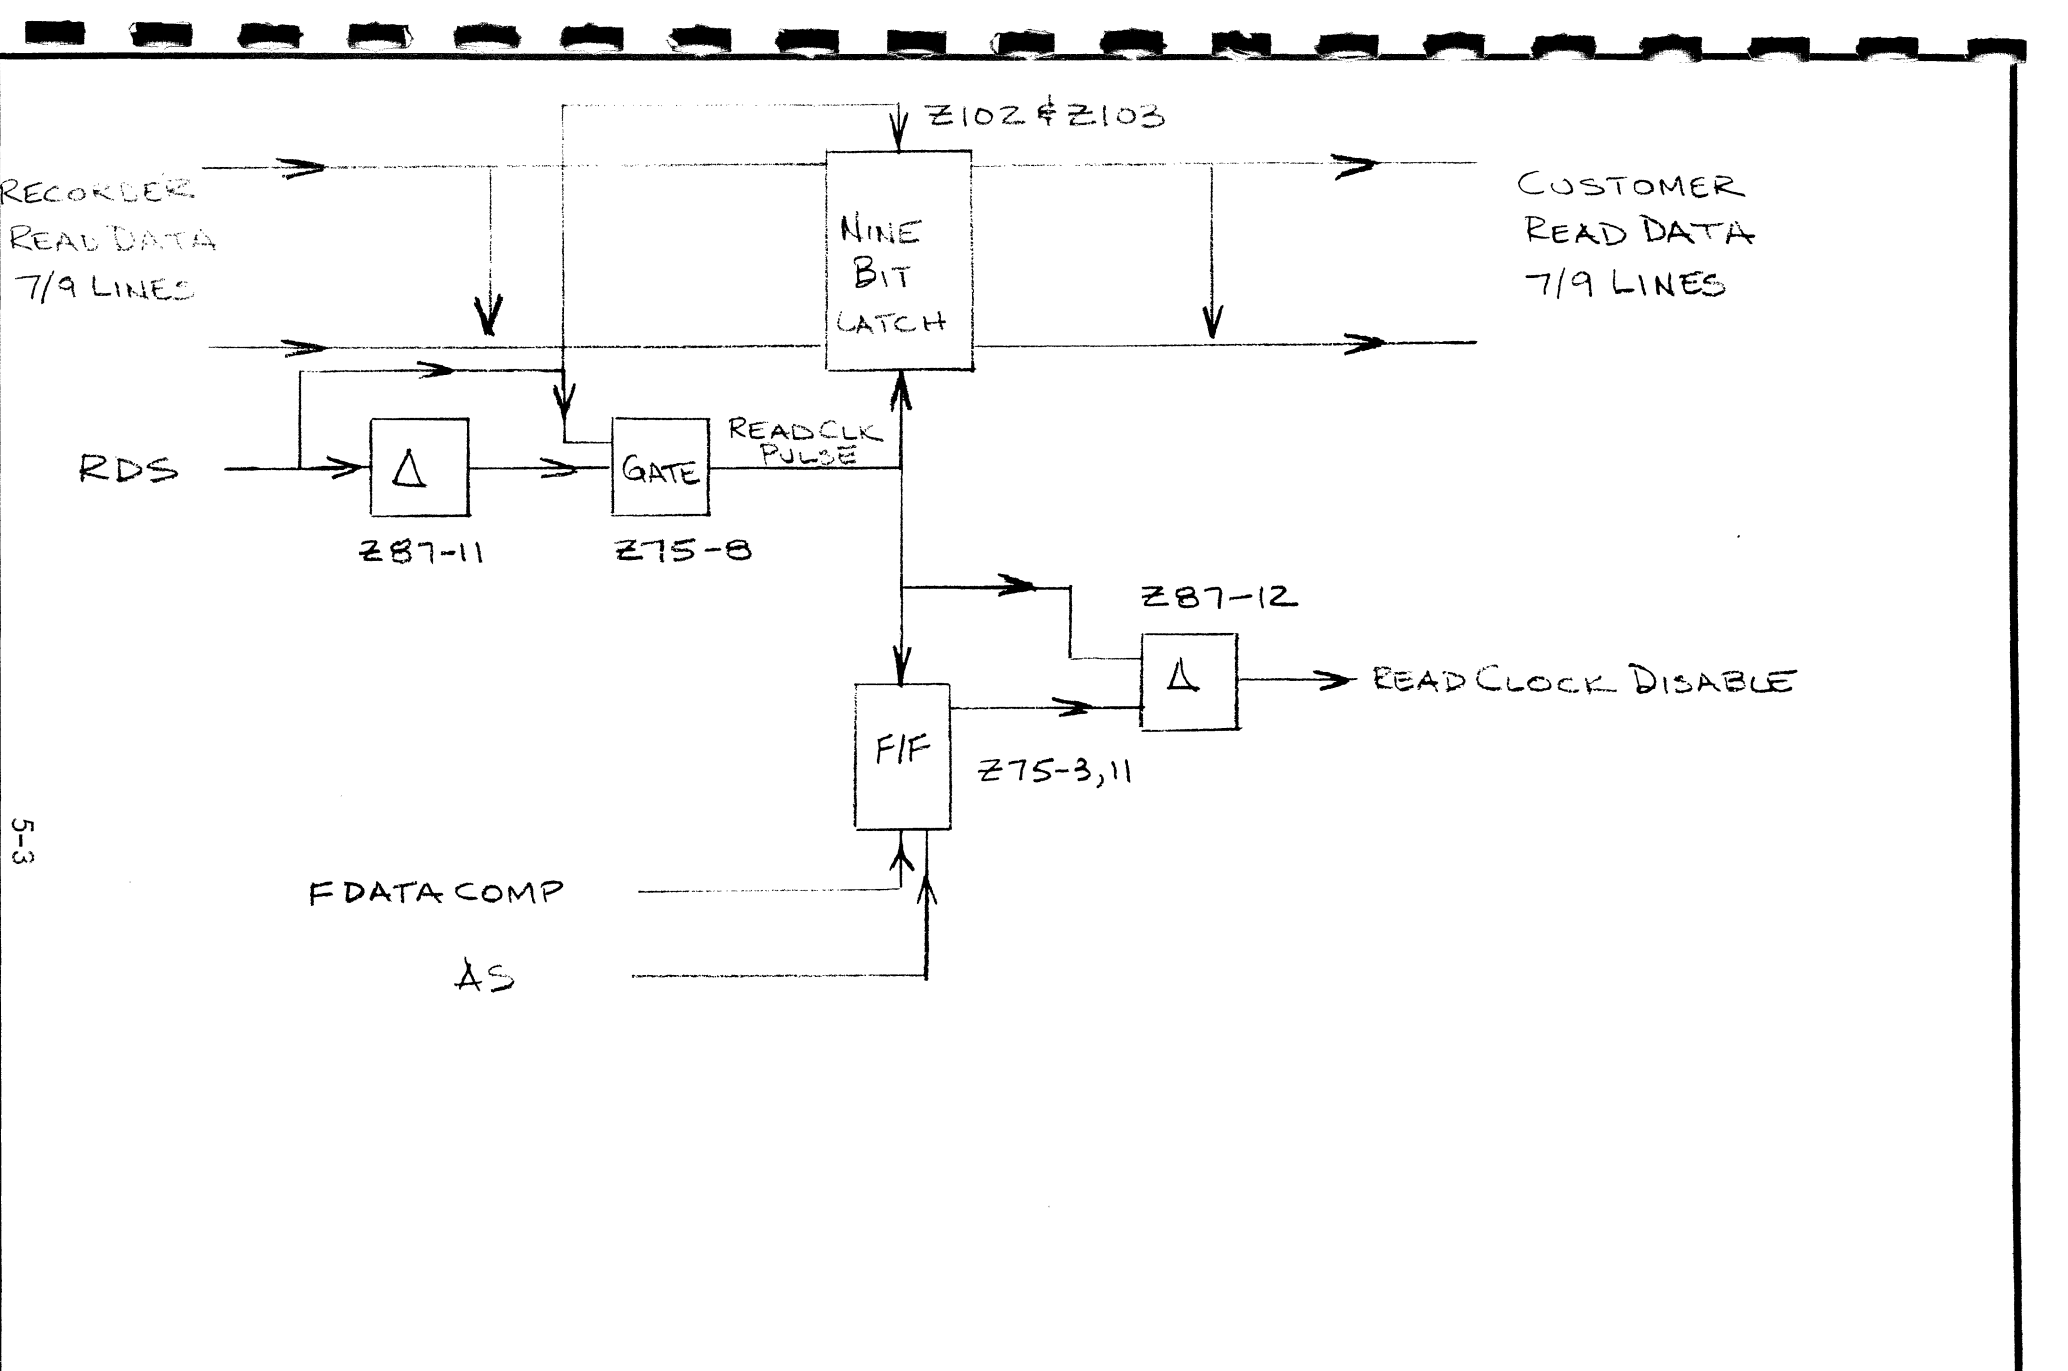 Z102 & Z103
RECORDER
READ DATA
7/9 LINES
NINE
BIT
LATCH
CUSTOMER
READ DATA
7/9 LINES
RDS
Δ
Z87-11
GATE
Z75-8
READ CLK
PULSE
Z87-12
Δ
READ CLOCK DISABLE
F/F
Z75-3,11
F DATA COMP
AS
5-3